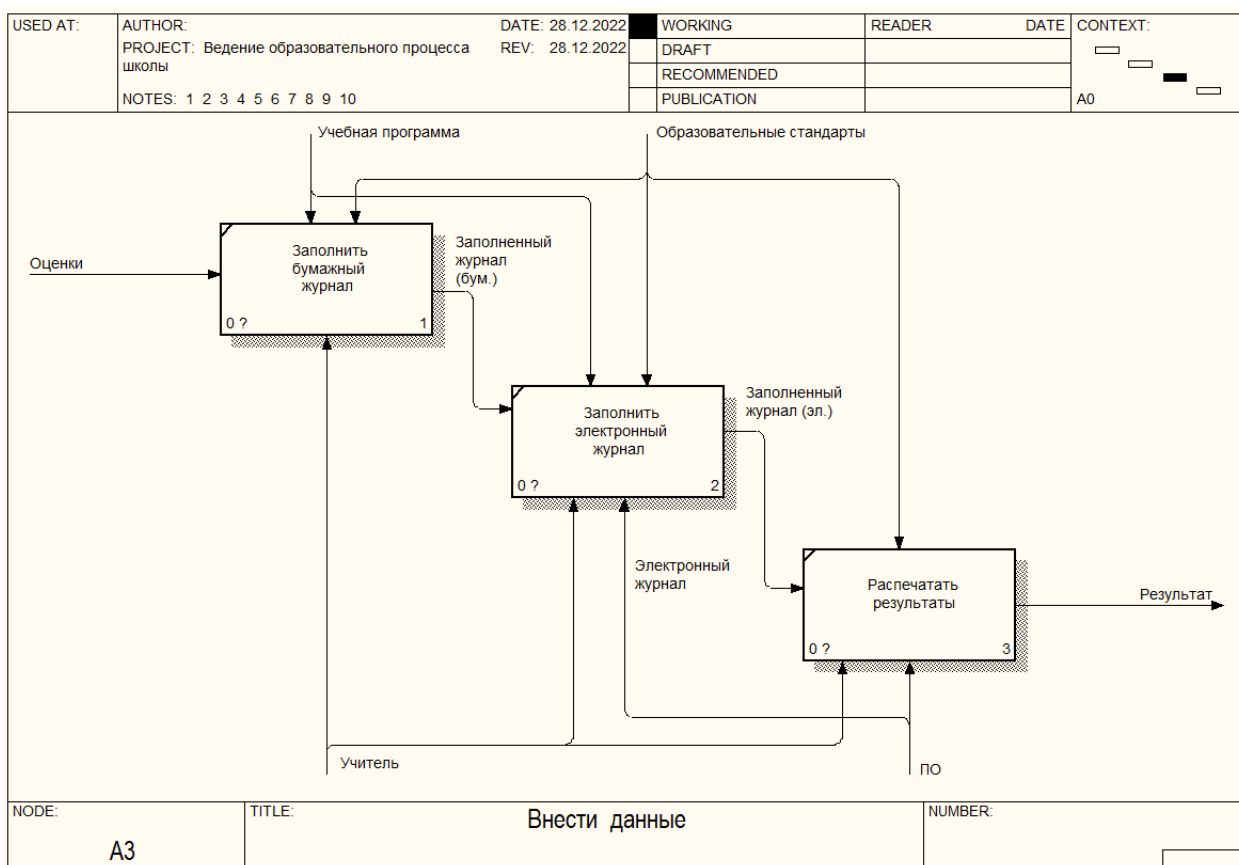 USED AT:
AUTHOR:
DATE: 28.12.2022
WORKING
READER
DATE
CONTEXT:
PROJECT: Ведение образовательного процесса
школы
REV: 28.12.2022
DRAFT
RECOMMENDED
NOTES: 1 2 3 4 5 6 7 8 9 10
PUBLICATION
A0
Учебная программа
Образовательные стандарты
Оценки
Заполнить
бумажный
журнал
0 ?
1
Заполненный
журнал
(бум.)
Заполнить
электронный
журнал
0 ?
2
Заполненный
журнал (эл.)
Электронный
журнал
Распечатать
результаты
0 ?
3
Результат
Учитель
ПО
NODE:
A3
TITLE:
Внести данные
NUMBER: